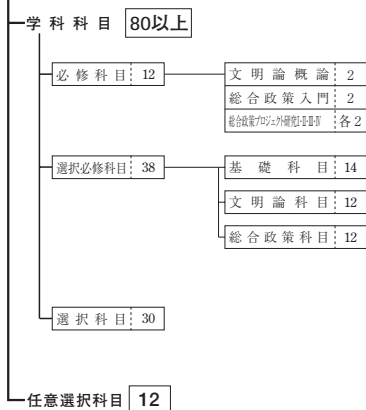 学科科目 80以上
必修科目 12
文明論概論 2
総合政策入門 2
総合政策プロジェクト研究Ⅰ・Ⅱ・Ⅲ・Ⅳ 各2
選択必修科目 38
基礎科目 14
文明論科目 12
総合政策科目 12
選択科目 30
任意選択科目 12